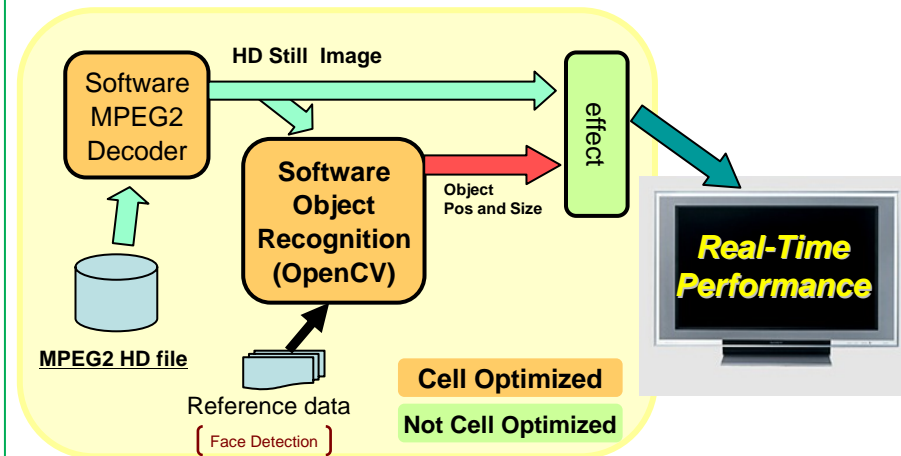 HD Still  Image
Software
MPEG2
Decoder
effect
Software
Object
Recognition
(OpenCV)
Object
Pos and Size
Real-Time
Performance
MPEG2 HD file
Reference data
[ Face Detection ]
Cell Optimized
Not Cell Optimized